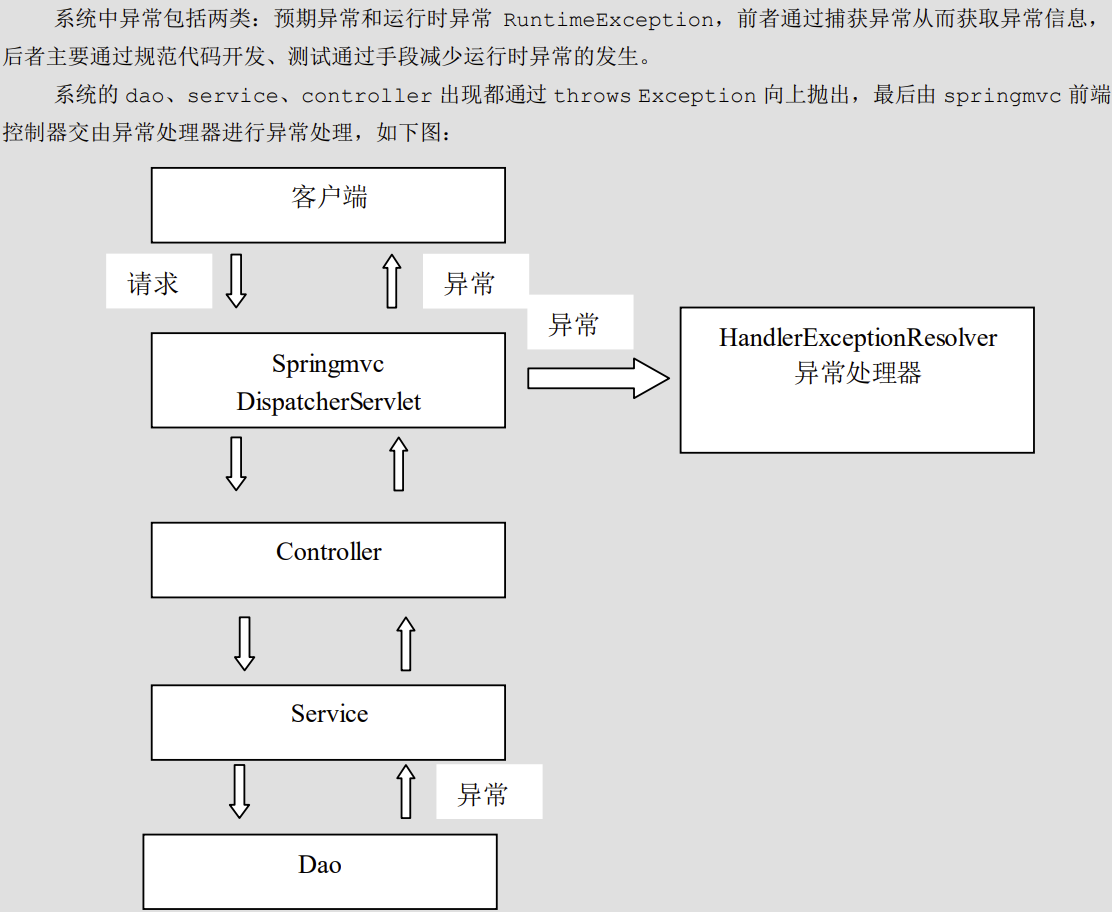 系统中异常包括两类：预期异常和运行时异常 RuntimeException，前者通过捕获异常从而获取异常信息，
后者主要通过规范代码开发、测试通过手段减少运行时异常的发生。
系统的 dao、service、controller 出现都通过 throws Exception 向上抛出，最后由 springmvc 前端
控制器交由异常处理器进行异常处理，如下图：
客户端
请求
异常
异常
Springmvc
DispatcherServlet
HandlerExceptionResolver
异常处理器
Controller
Service
异常
Dao